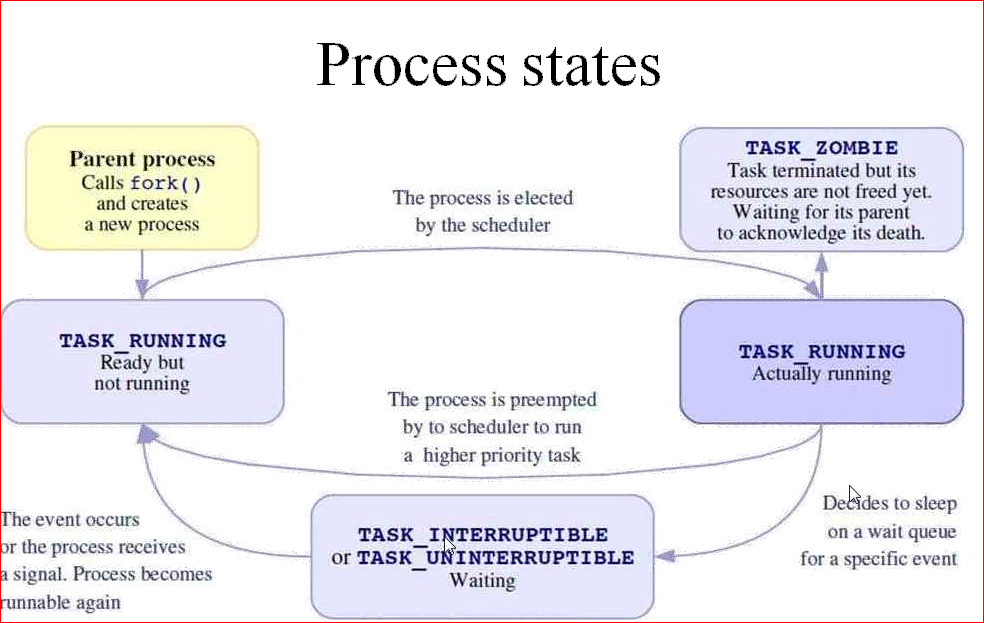 Process states
Parent process
Calls fork()
and creates
a new process
TASK_ZOMBIE
Task terminated but its
resources are not freed yet.
Waiting for its parent
to acknowledge its death.
The process is elected
by the scheduler
TASK_RUNNING
Ready but
not running
TASK_RUNNING
Actually running
The process is preempted
by to scheduler to run
a higher priority task
TASK_INTERRUPTIBLE
or TASK_UNINTERRUPTIBLE
Waiting
Decides to sleep
on a wait queue
for a specific event
The event occurs
or the process receives
a signal. Process becomes
runnable again